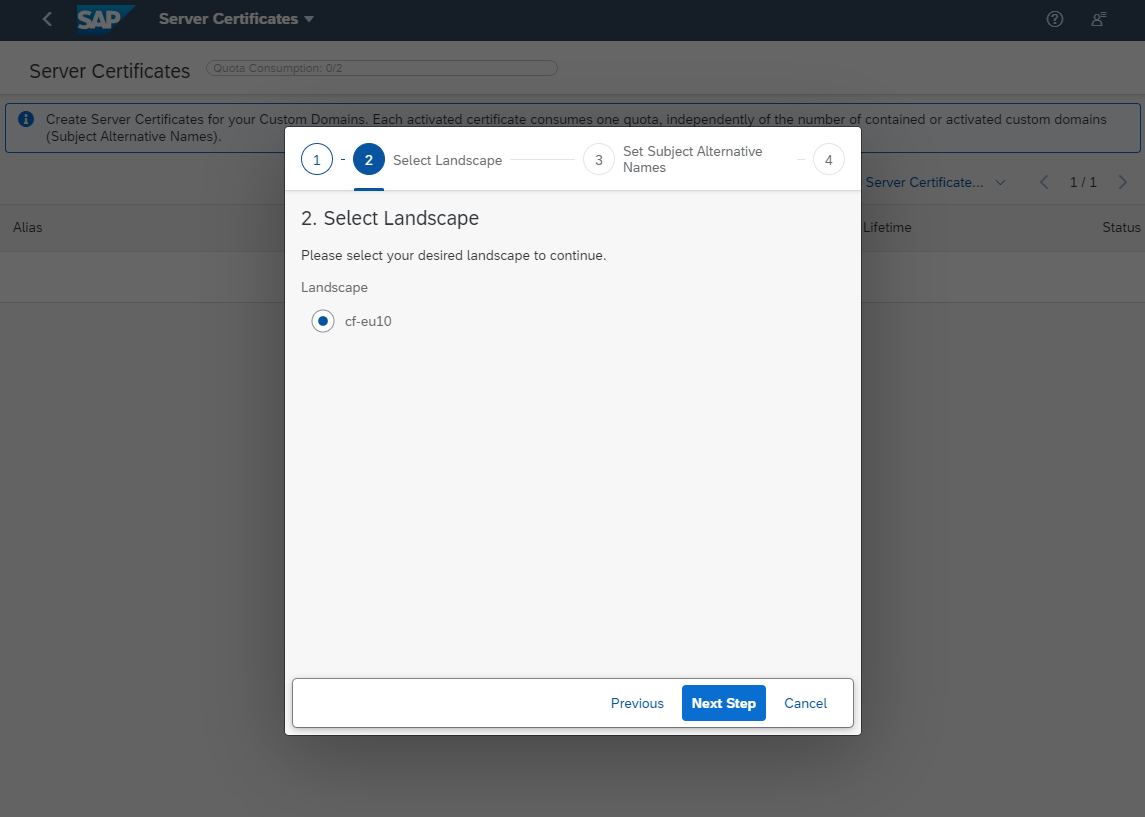 SAP Server Certificates
Server Certificates Quota Consumption: 0/2
Create Server Certificates for your Custom Domains. Each activated certificate consumes one quota, independently of the number of contained or activated custom domains
(Subject Alternative Names).
1 - 2 Select Landscape 3 Set Subject Alternative Names 4
Server Certificate... 1 / 1
Alias Lifetime Status
2. Select Landscape
Please select your desired landscape to continue.
Landscape
cf-eu10
Previous Next Step Cancel